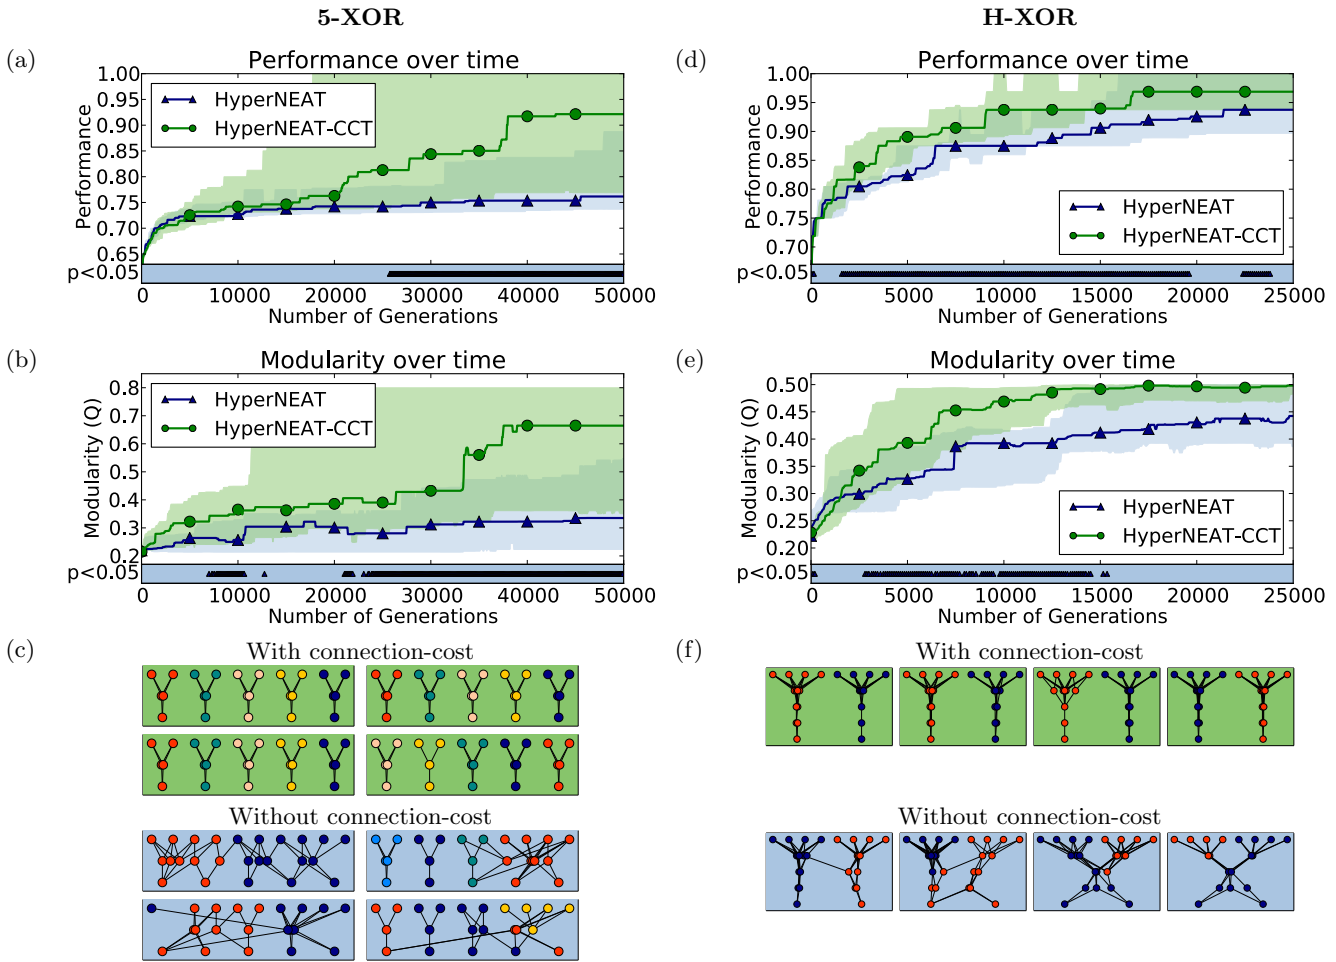 5-XOR
H-XOR
(a)
Performance over time
1.00
0.95
0.90
0.85
0.80
0.75
0.70
0.65
Performance
HyperNEAT
HyperNEAT-CCT
p<0.05
0 10000 20000 30000 40000 50000
Number of Generations
(d)
Performance over time
1.00
0.95
0.90
0.85
0.80
0.75
0.70
Performance
HyperNEAT
HyperNEAT-CCT
p<0.05
0 5000 10000 15000 20000 25000
Number of Generations
(b)
Modularity over time
0.8
0.7
0.6
0.5
0.4
0.3
0.2
Modularity (Q)
HyperNEAT
HyperNEAT-CCT
p<0.05
0 10000 20000 30000 40000 50000
Number of Generations
(e)
Modularity over time
0.50
0.45
0.40
0.35
0.30
0.25
0.20
Modularity (Q)
HyperNEAT
HyperNEAT-CCT
p<0.05
0 5000 10000 15000 20000 25000
Number of Generations
(c)
With connection-cost
Without connection-cost
(f)
With connection-cost
Without connection-cost